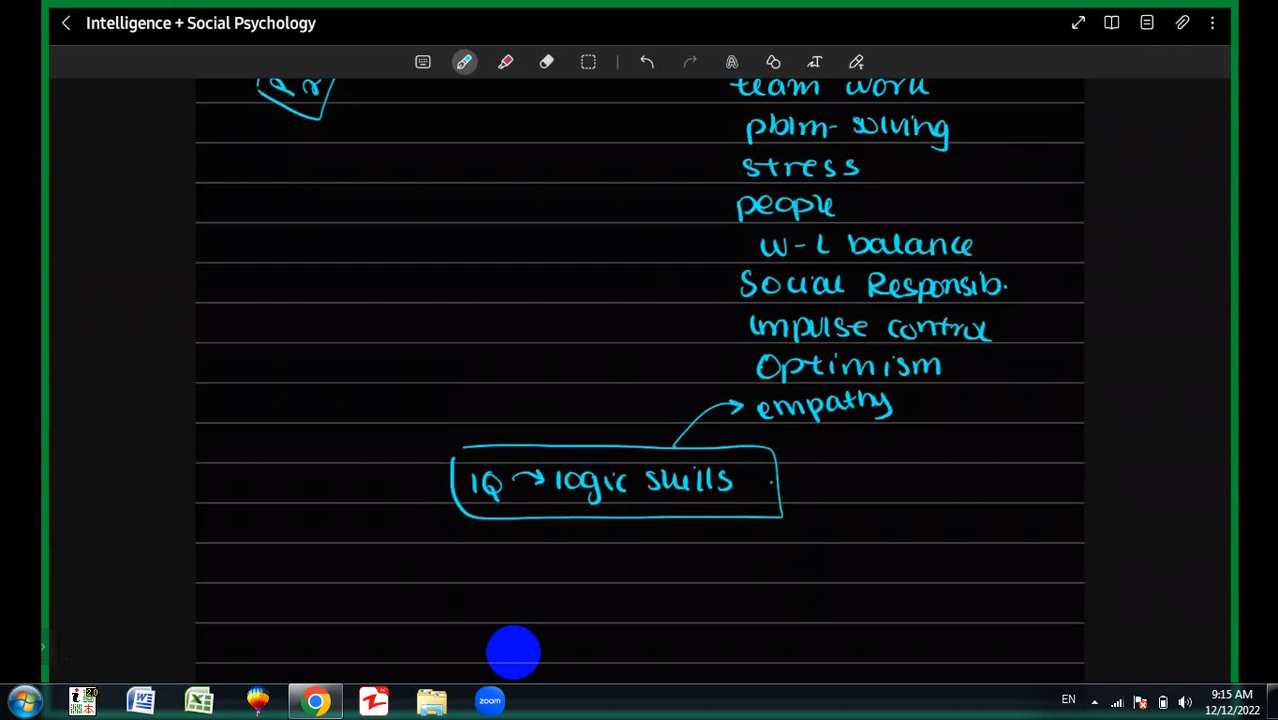 Intelligence + Social Psychology
team work
pblm-solving
stress
people
W-L balance
Social Responsib.
Impulse control
Optimism
empathy
IQ → logic skills
zoom
EN
9:15 AM
12/12/2022